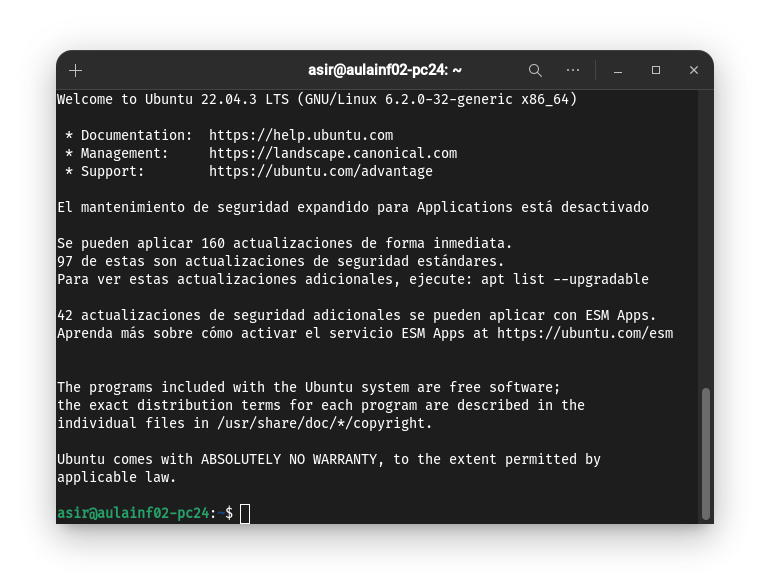 asir@aulainf02-pc24: ~
Welcome to Ubuntu 22.04.3 LTS (GNU/Linux 6.2.0-32-generic x86_64)
* Documentation:  https://help.ubuntu.com
* Management:     https://landscape.canonical.com
* Support:        https://ubuntu.com/advantage
El mantenimiento de seguridad expandido para Applications está desactivado
Se pueden aplicar 160 actualizaciones de forma inmediata.
97 de estas son actualizaciones de seguridad estándares.
Para ver estas actualizaciones adicionales, ejecute: apt list --upgradable
42 actualizaciones de seguridad adicionales se pueden aplicar con ESM Apps.
Aprenda más sobre cómo activar el servicio ESM Apps at https://ubuntu.com/esm
The programs included with the Ubuntu system are free software;
the exact distribution terms for each program are described in the
individual files in /usr/share/doc/*/copyright.
Ubuntu comes with ABSOLUTELY NO WARRANTY, to the extent permitted by
applicable law.
asir@aulainf02-pc24:~$